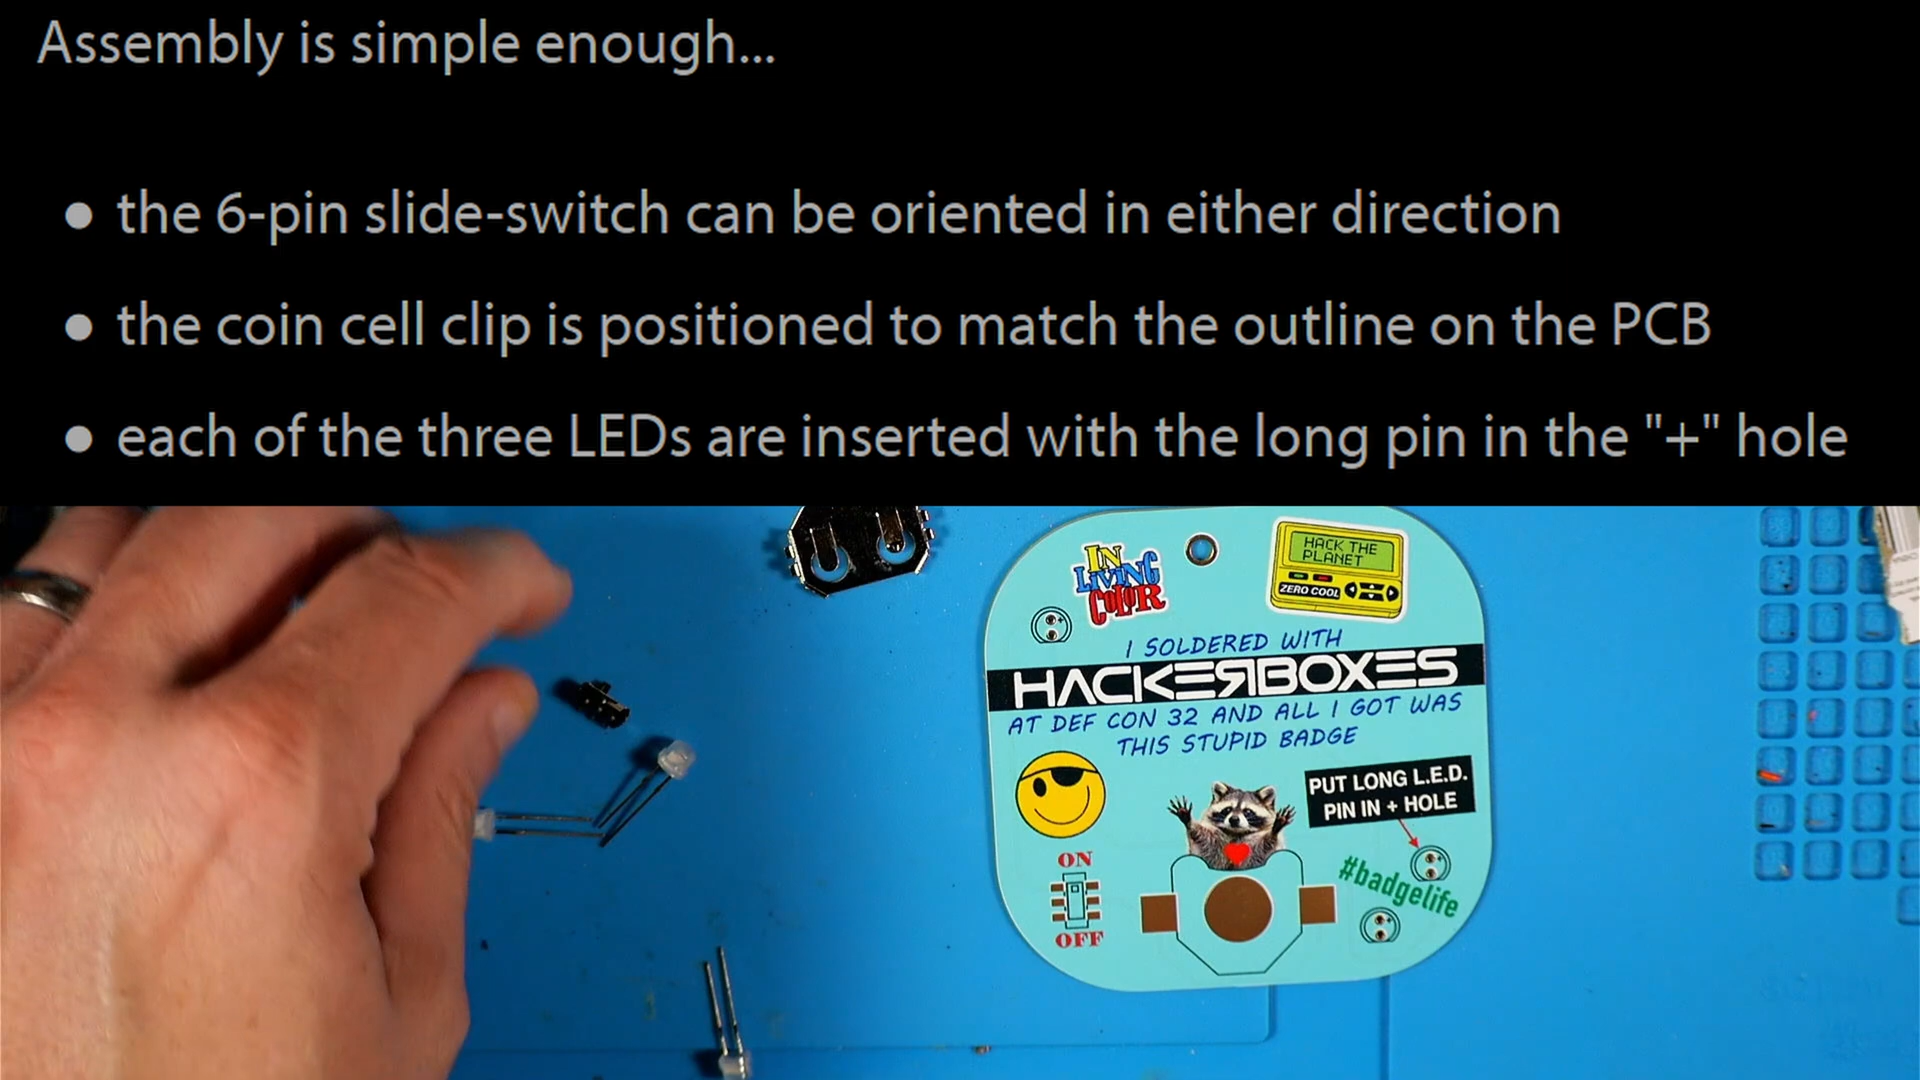 Assembly is simple enough...
● the 6-pin slide-switch can be oriented in either direction
● the coin cell clip is positioned to match the outline on the PCB
● each of the three LEDs are inserted with the long pin in the "+" hole
IN
LIVING
COLOR
HACK THE
PLANET
ZERO COOL
I SOLDERED WITH
HACKERBOXES
AT DEF CON 32 AND ALL I GOT WAS
THIS STUPID BADGE
PUT LONG L.E.D.
PIN IN + HOLE
ON
OFF
#badgelife